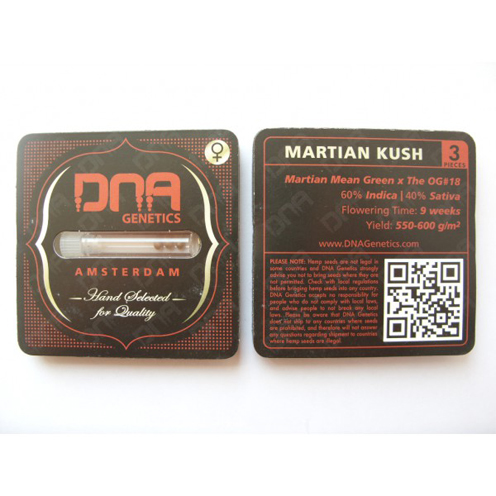 DNA
GENETICS
AMSTERDAM
Hand Selected
for Quality
MARTIAN KUSH
3
PIECES
Martian Mean Green x The OG#18
60% Indica | 40% Sativa
Flowering Time: 9 weeks
Yield: 550-600 g/m²
www.DNAGenetics.com
PLEASE NOTE: Hemp seeds are not legal in
some countries and DNA Genetics strongly
advise you not to bring seeds where they are
not permitted. Check with local regulations
before bringing hemp seeds into any country.
DNA Genetics accepts no responsibility for
people who do not comply with local laws,
and advise people to not break any local
laws. Please be aware that DNA Genetics
does not ship to any countries where seeds
are prohibited, and therefore will not answer
any questions regarding shipment to countries
where hemp seeds are illegal.